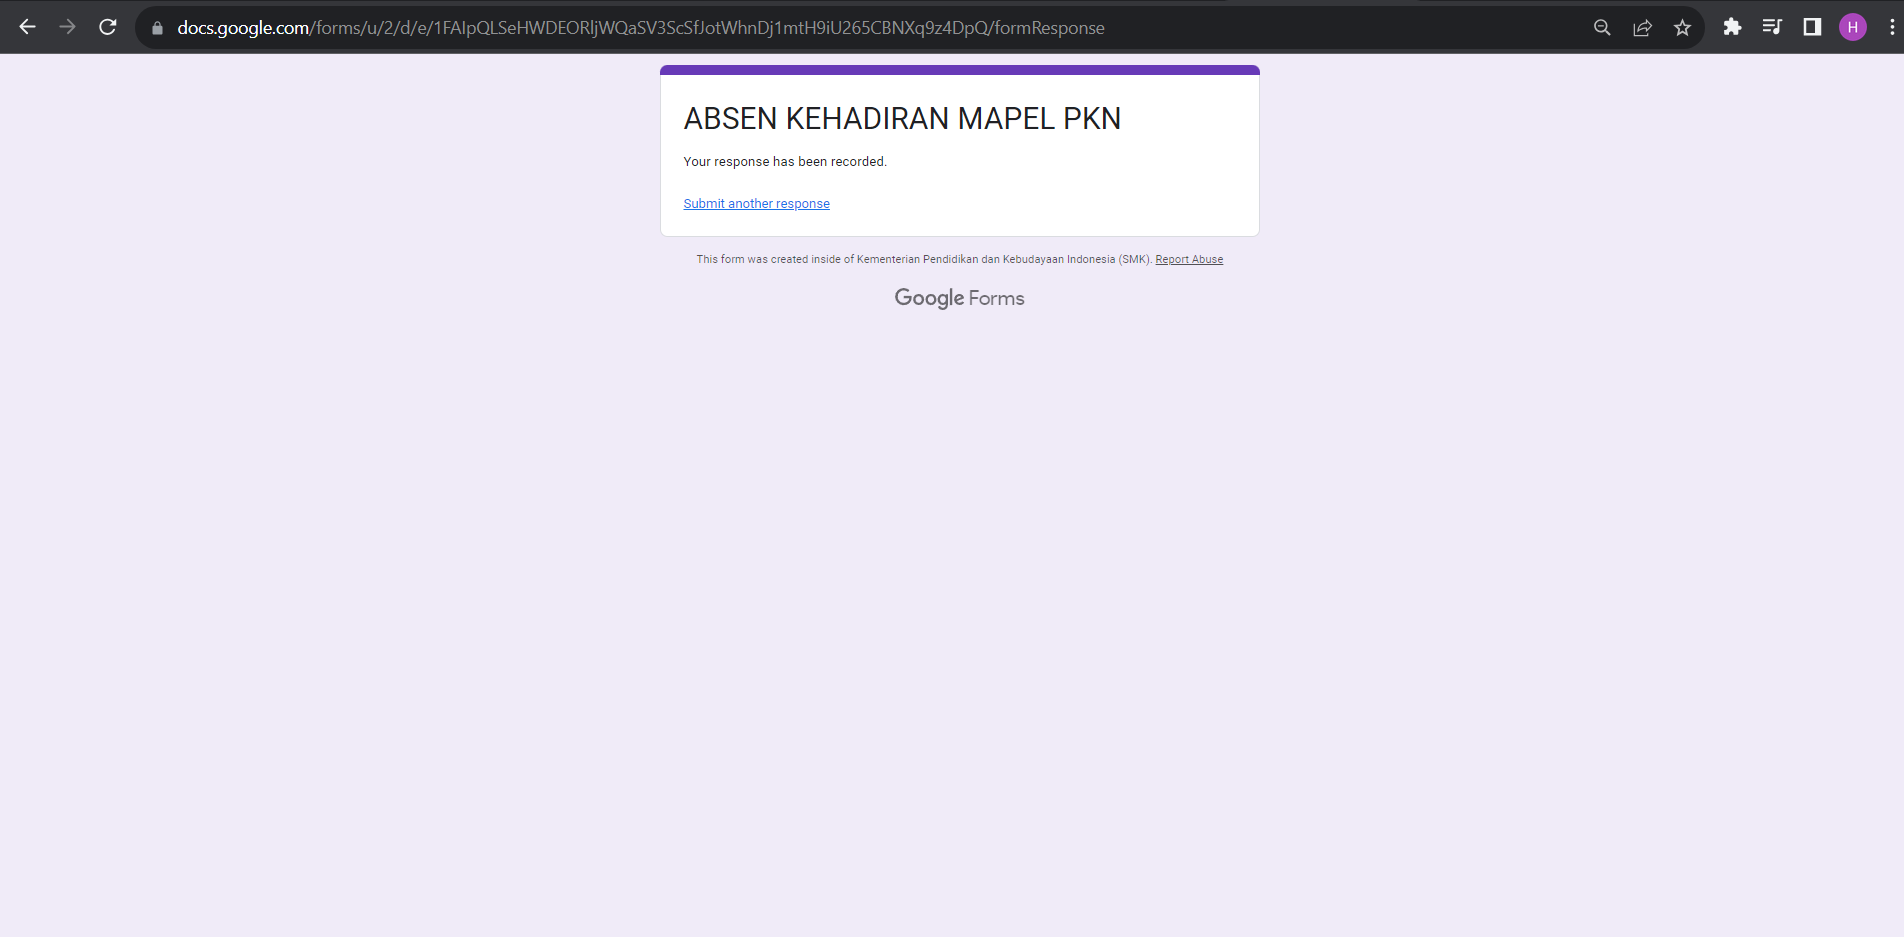 docs.google.com/forms/u/2/d/e/1FAIpQLSeHWDEORljWQaSV3ScSfJotWhnDj1mtH9iU265CBNXq9z4DpQ/formResponse
H
ABSEN KEHADIRAN MAPEL PKN
Your response has been recorded.
Submit another response
This form was created inside of Kementerian Pendidikan dan Kebudayaan Indonesia (SMK). Report Abuse
Google Forms